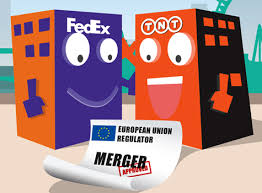 FedEx
TNT
EUROPEAN UNION
REGULATOR
MERGER
APPROVED